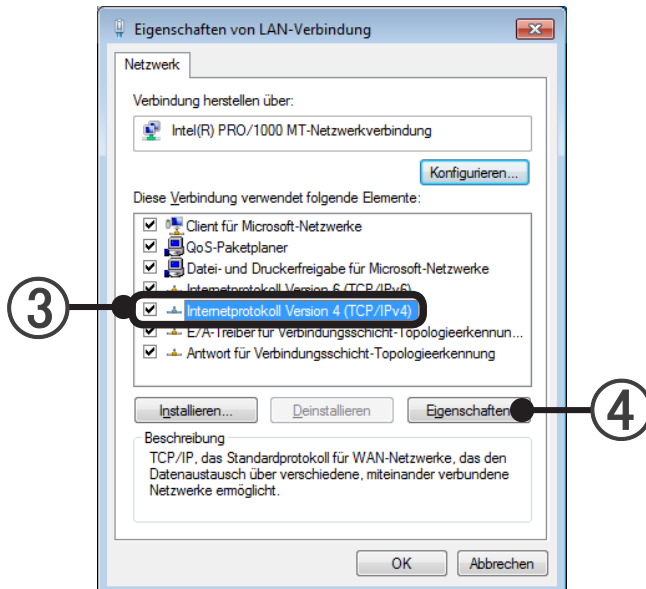 Eigenschaften von LAN-Verbindung
Netzwerk
Verbindung herstellen über:
Intel(R) PRO/1000 MT-Netzwerkverbindung
Konfigurieren...
Diese Verbindung verwendet folgende Elemente:
Client für Microsoft-Netzwerke
QoS-Paketplaner
Datei- und Druckerfreigabe für Microsoft-Netzwerke
Internetprotokoll Version 6 (TCP/IPv6)
3 Internetprotokoll Version 4 (TCP/IPv4)
E/A-Treiber für Verbindungsschicht-Topologieerkennun...
Antwort für Verbindungsschicht-Topologieerkennung
Installieren... Deinstallieren Eigenschaften 4
Beschreibung
TCP/IP, das Standardprotokoll für WAN-Netzwerke, das den
Datenaustausch über verschiedene, miteinander verbundene
Netzwerke ermöglicht.
OK Abbrechen